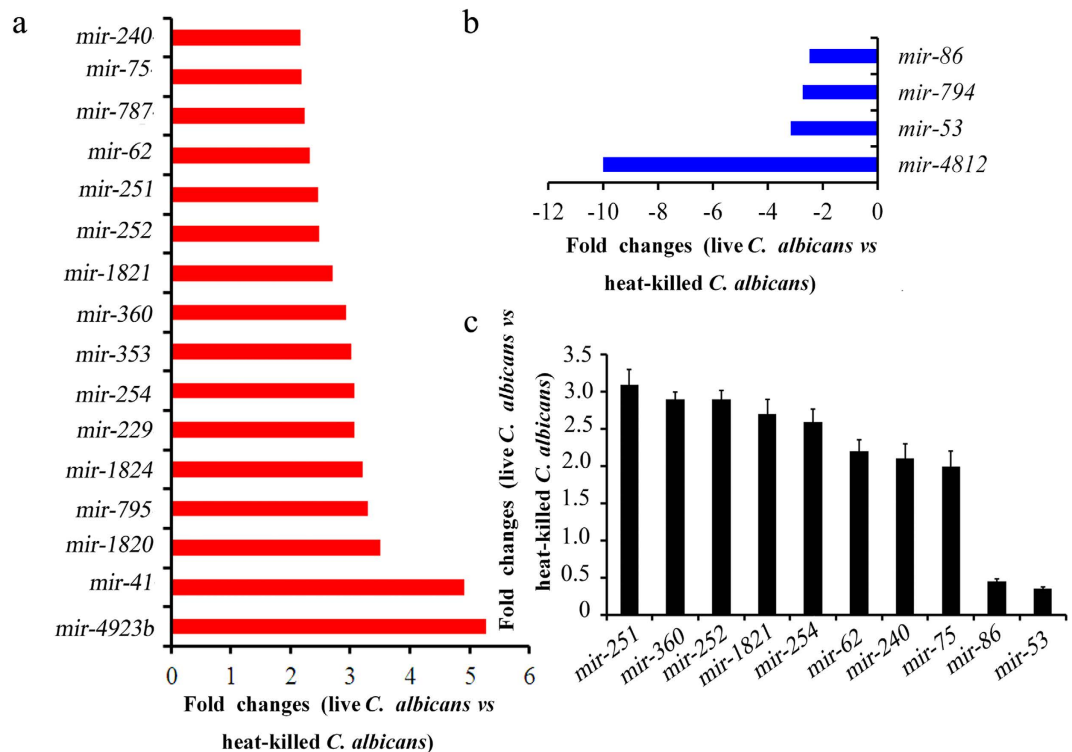 a
mir-240
mir-75
mir-787
mir-62
mir-251
mir-252
mir-1821
mir-360
mir-353
mir-254
mir-229
mir-1824
mir-795
mir-1820
mir-41
mir-4923b
0 1 2 3 4 5 6
Fold changes (live C. albicans vs
heat-killed C. albicans)
b
mir-86
mir-794
mir-53
mir-4812
-12 -10 -8 -6 -4 -2 0
Fold changes (live C. albicans vs
heat-killed C. albicans)
c
Fold changes (live C. albicans vs
heat-killed C. albicans)
3.5
3.0
2.5
2.0
1.5
1.0
0.5
0
mir-251 mir-360 mir-252 mir-1821 mir-254 mir-62 mir-240 mir-75 mir-86 mir-53